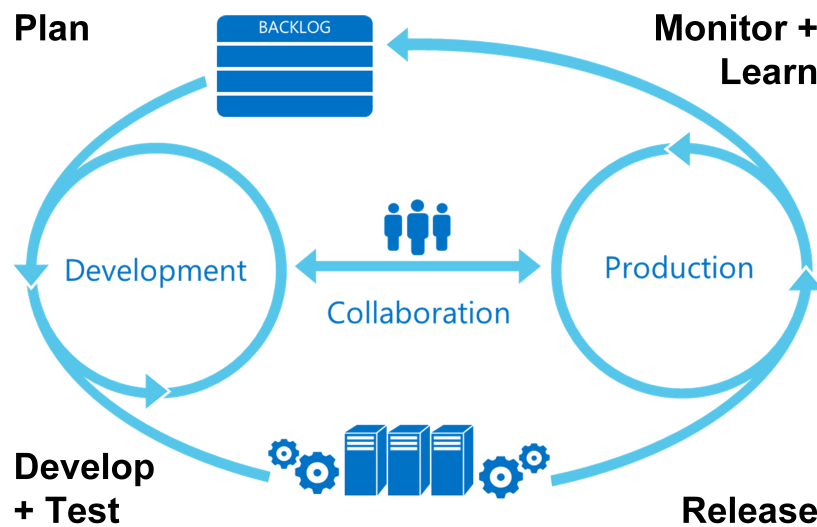 Plan
BACKLOG
Monitor +
Learn
Development
Collaboration
Production
Develop
+ Test
Release